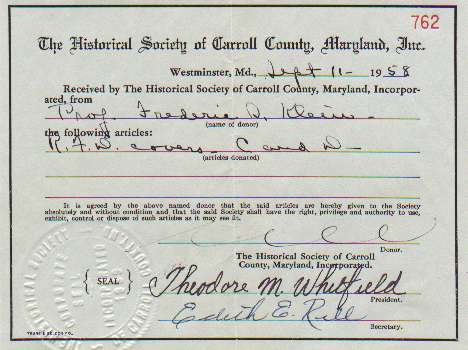 762
The Historical Society of Carroll County, Maryland, Inc.
Westminster, Md., Sept 11- 1958
Received by The Historical Society of Carroll County, Maryland, Incorpor-
ated, from
Prof. Frederic S. Klein-
(name of donor)
the following articles:
R.F.D. covers - C and D-
(articles donated)
It is agreed by the above named donor that the said articles are hereby given to the Society
absolutely and without condition and that the said Society shall have the right, privilege and authority to use,
exhibit, control or dispose of such articles as it may see fit.
Donor.
The Historical Society of Carroll
County, Maryland, Incorporated.
{ SEAL } Theodore M. Whitfield
President.
Edith E. Rill
Secretary.